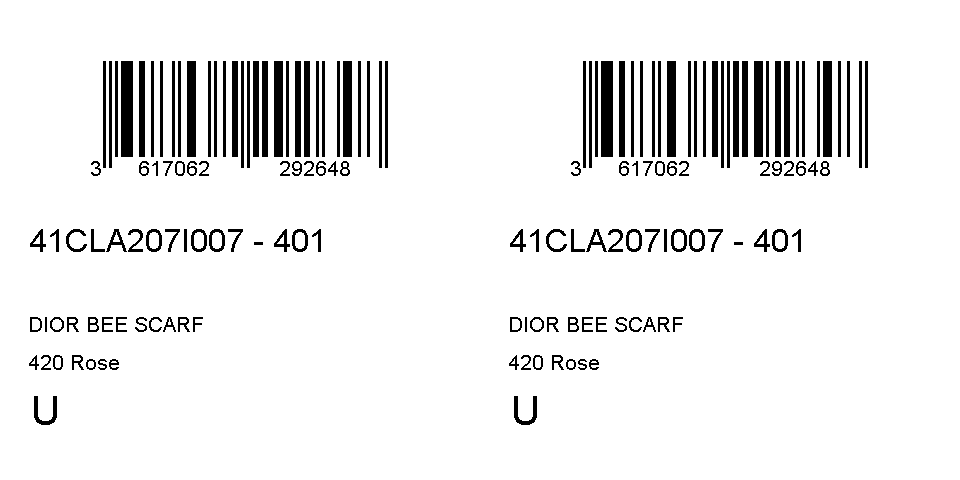 3 617062 292648
41CLA207I007 - 401
DIOR BEE SCARF
420 Rose
U
3 617062 292648
41CLA207I007 - 401
DIOR BEE SCARF
420 Rose
U